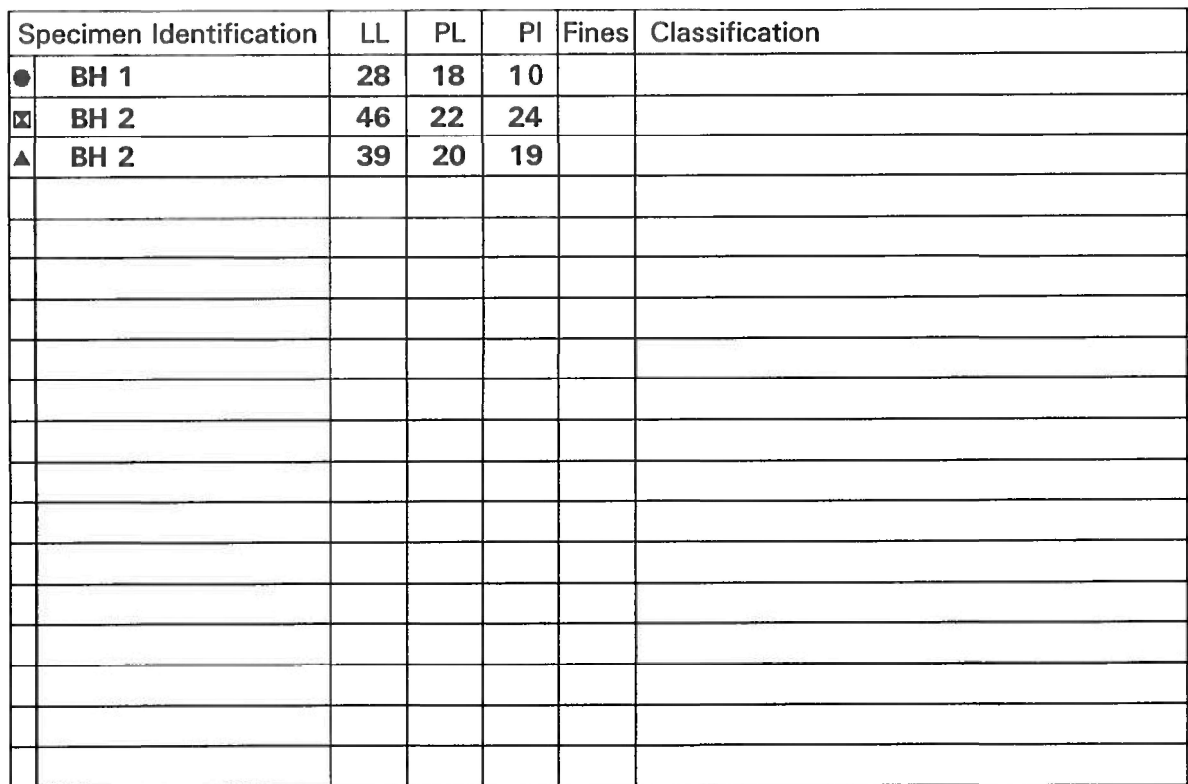 Specimen Identification LL PL PI Fines Classification
BH 1 28 18 10
BH 2 46 22 24
BH 2 39 20 19